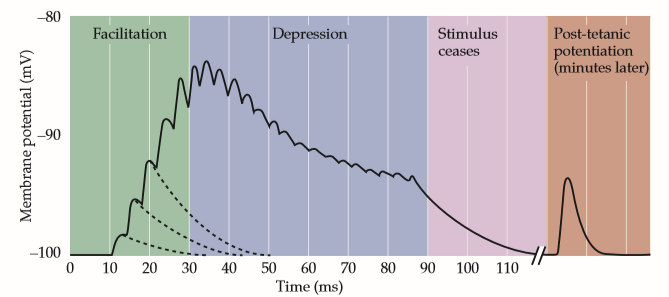 –80
Facilitation
Depression
Stimulus
ceases
Post-tetanic
potentiation
(minutes later)
Membrane potential (mV)
–90
–100
0 10 20 30 40 50 60 70 80 90 100 110
Time (ms)